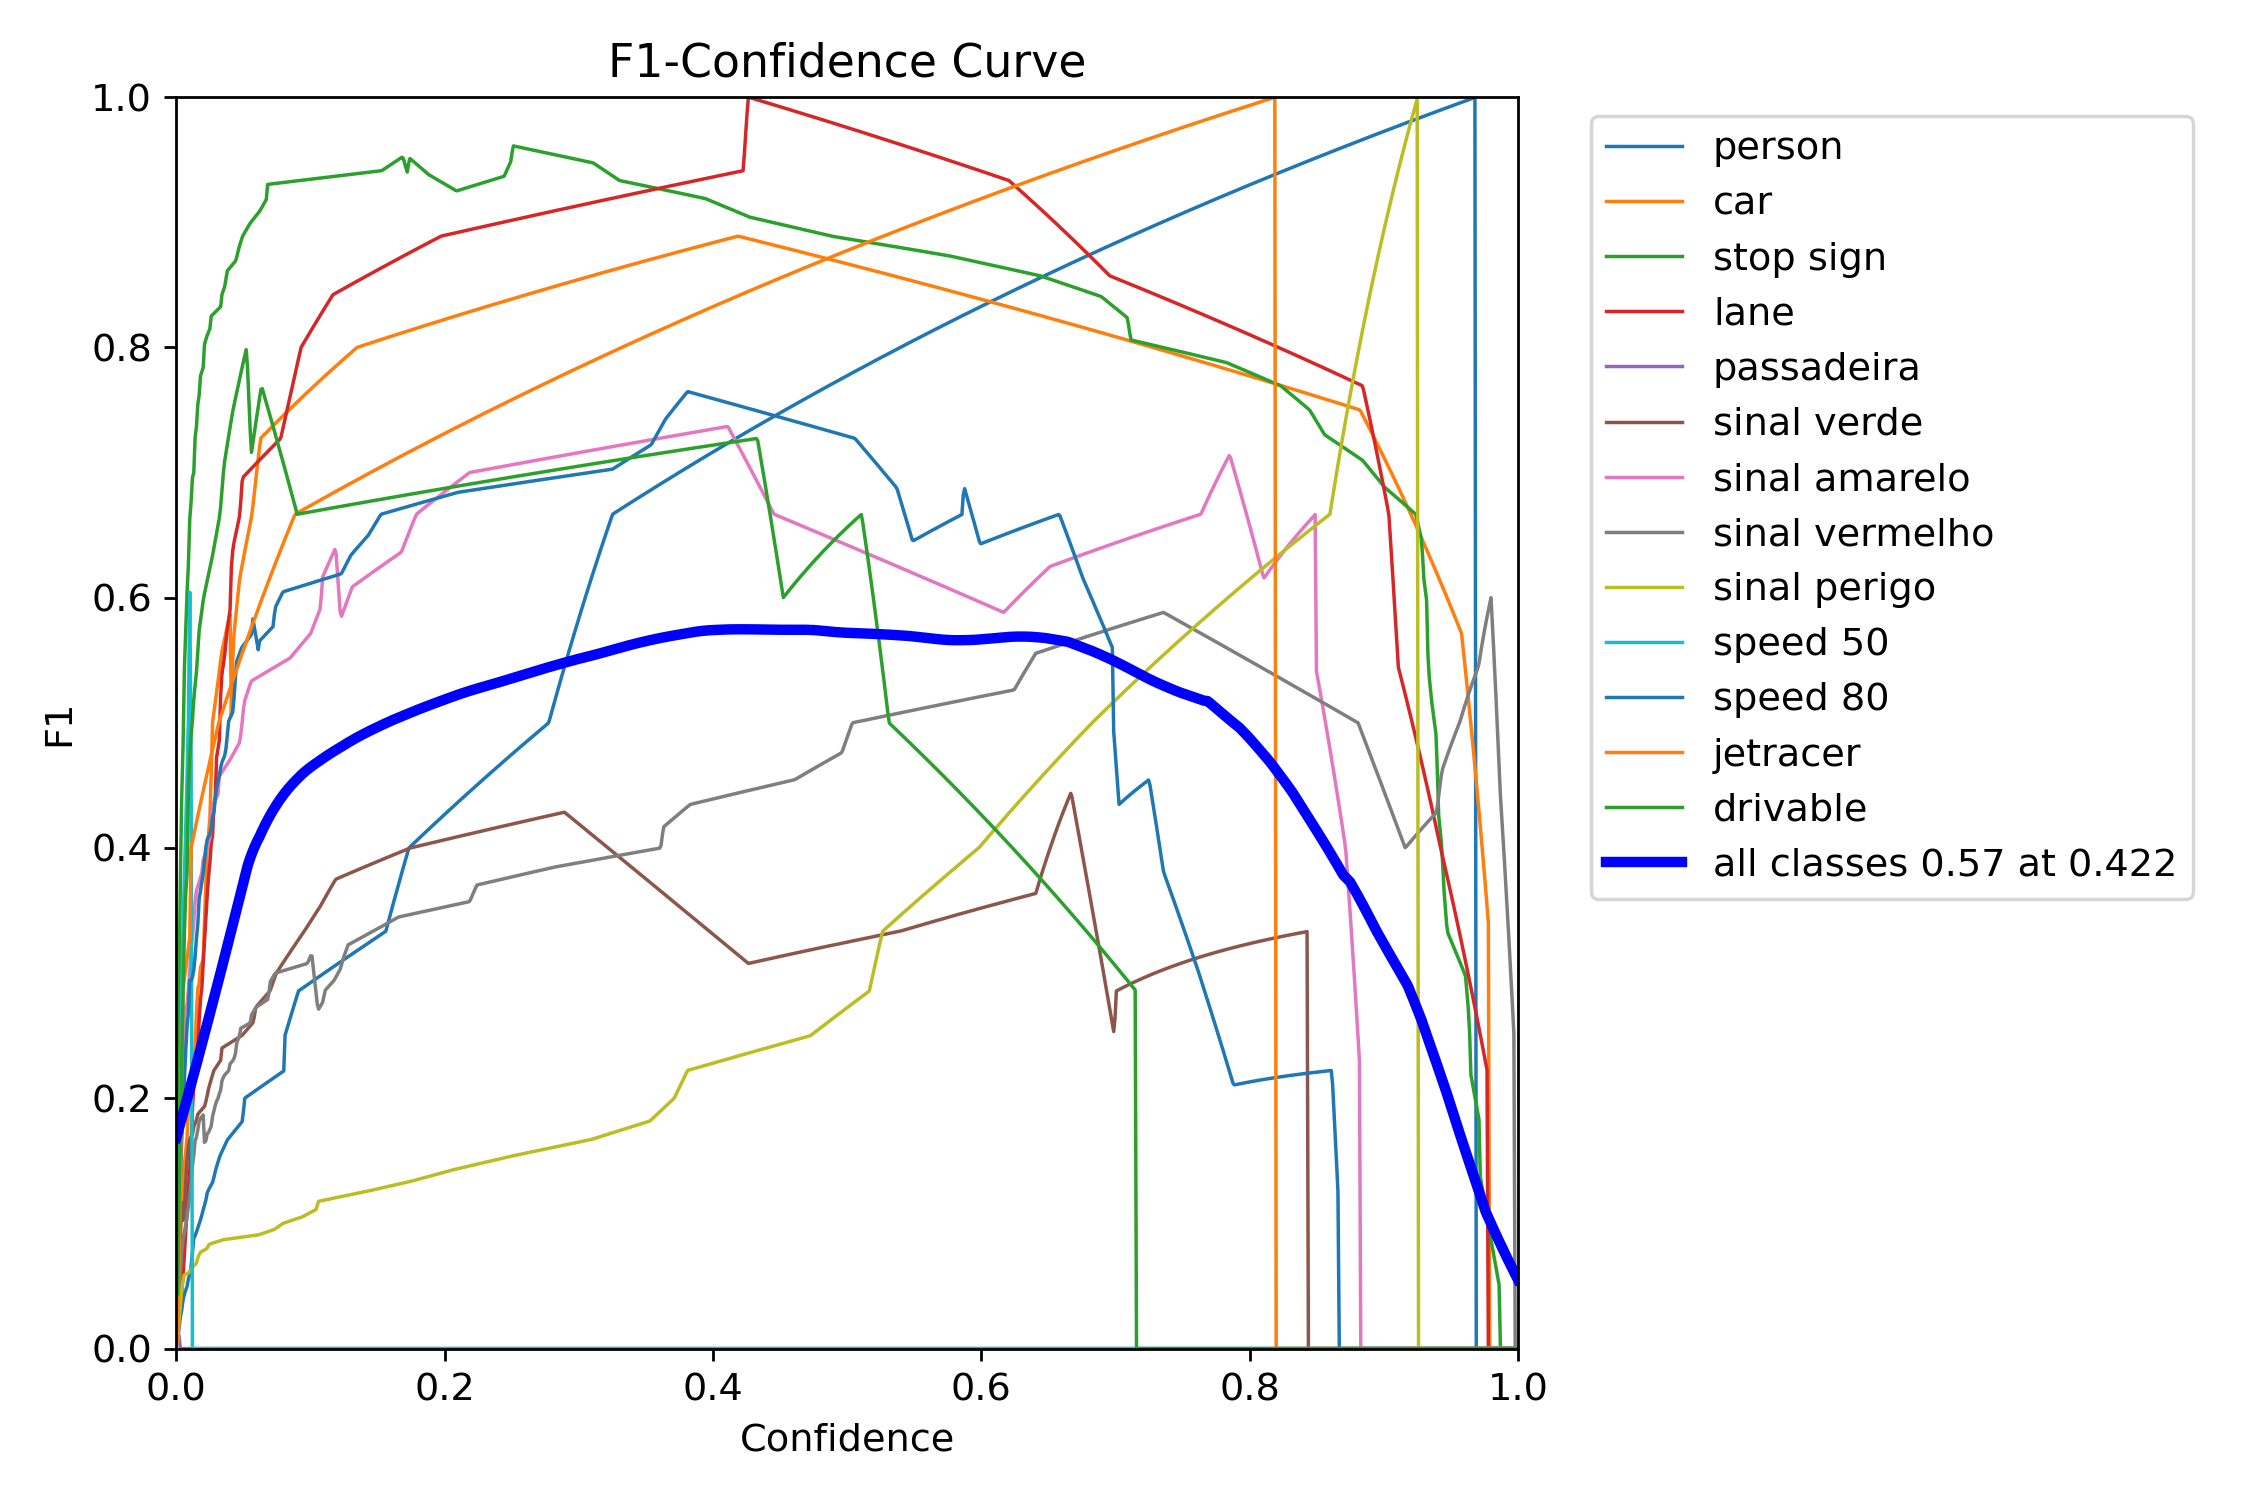 F1-Confidence Curve
1.0
0.8
0.6
0.4
0.2
0.0
F1
0.0 0.2 0.4 0.6 0.8 1.0
Confidence
person
car
stop sign
lane
passadeira
sinal verde
sinal amarelo
sinal vermelho
sinal perigo
speed 50
speed 80
jetracer
drivable
all classes 0.57 at 0.422